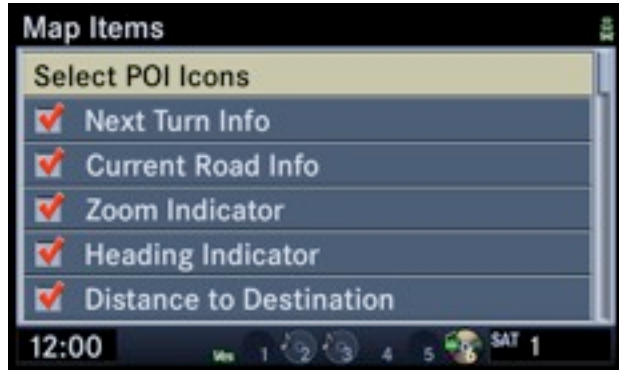 Map Items
Select POI Icons
Next Turn Info
Current Road Info
Zoom Indicator
Heading Indicator
Distance to Destination
12:00 Ves 1 2 3 4 5 6 SAT 1